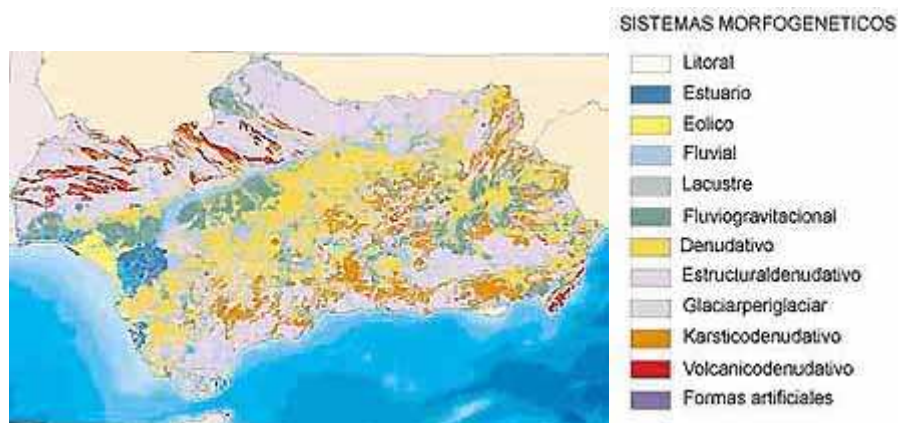 SISTEMAS MORFOGENETICOS
Litoral
Estuario
Eolico
Fluvial
Lacustre
Fluviogravitacional
Denudativo
Estructuraldenudativo
Glaciarperiglaciar
Karsticodenudativo
Volcanicodenudativo
Formas artificiales